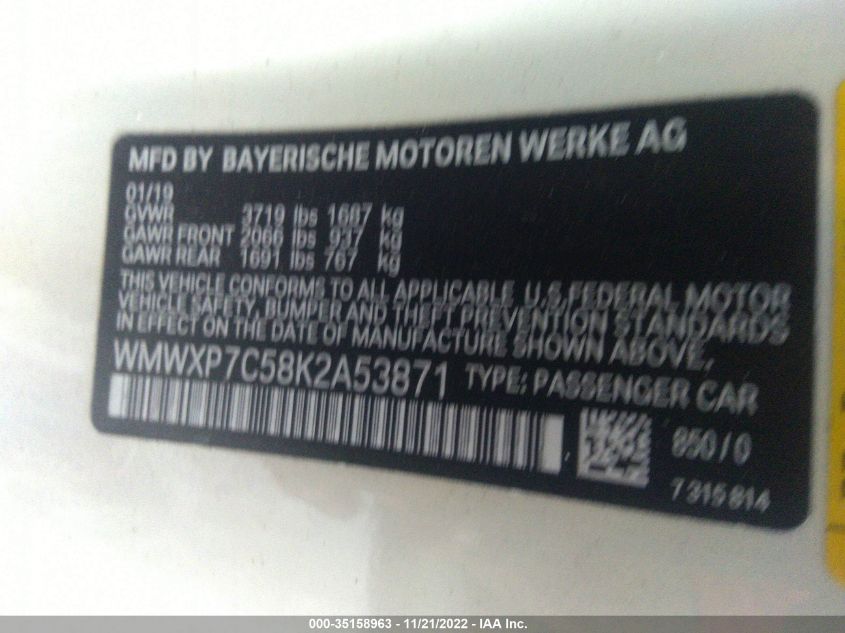 MFD BY BAYERISCHE MOTOREN WERKE AG
01/19
GVWR 3719 lbs 1687 kg
GAWR FRONT 2066 lbs 937 kg
GAWR REAR 1691 lbs 767 kg
THIS VEHICLE CONFORMS TO ALL APPLICABLE U.S. FEDERAL MOTOR
VEHICLE SAFETY, BUMPER AND THEFT PREVENTION STANDARDS
IN EFFECT ON THE DATE OF MANUFACTURE SHOWN ABOVE.
WMWXP7C58K2A53871 TYPE: PASSENGER CAR
850 / 0
7 315 814
000-35158963 - 11/21/2022 - IAA Inc.